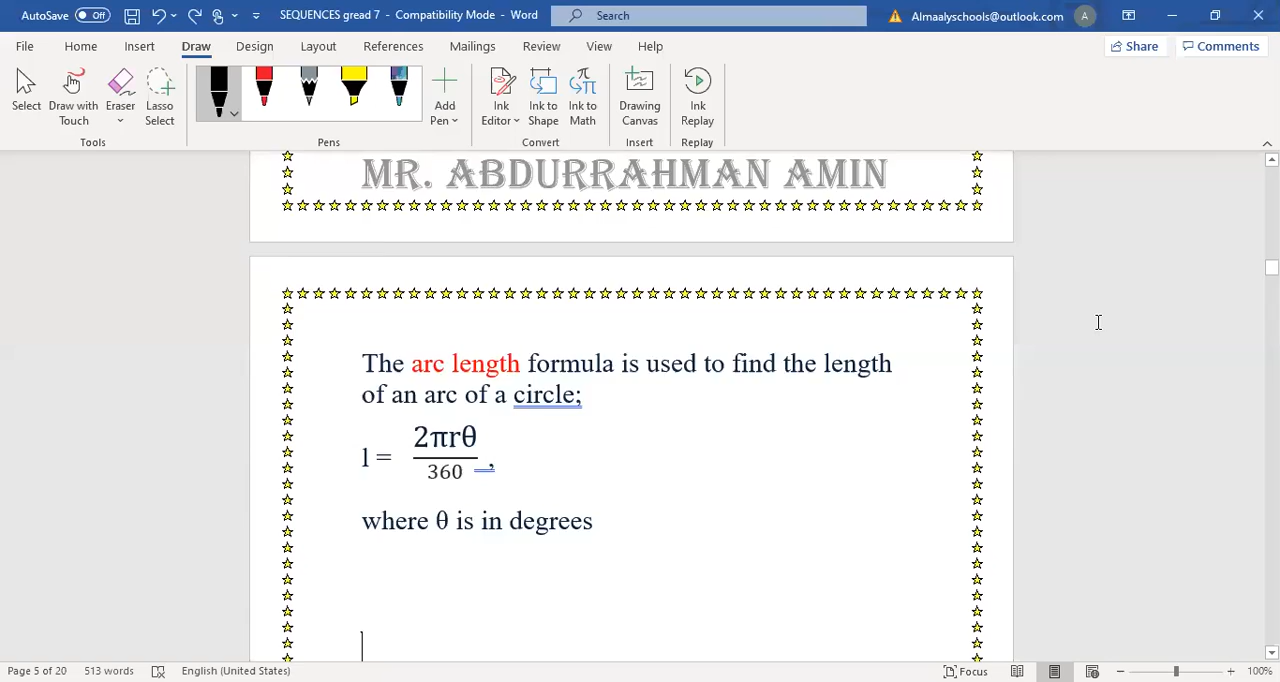 AutoSave Off SEQUENCES gread 7 - Compatibility Mode - Word Search Almaalyschools@outlook.com A
File Home Insert Draw Design Layout References Mailings Review View Help Share Comments
Select Draw with Touch Eraser Lasso Select Add Pen Ink Editor Ink to Shape Ink to Math Drawing Canvas Ink Replay
Tools Pens Convert Insert Replay
MR. ABDURRAHMAN AMIN
The arc length formula is used to find the length
of an arc of a circle;
l = 2πrθ/360 ,
where θ is in degrees
Page 5 of 20 513 words English (United States) Focus 100%